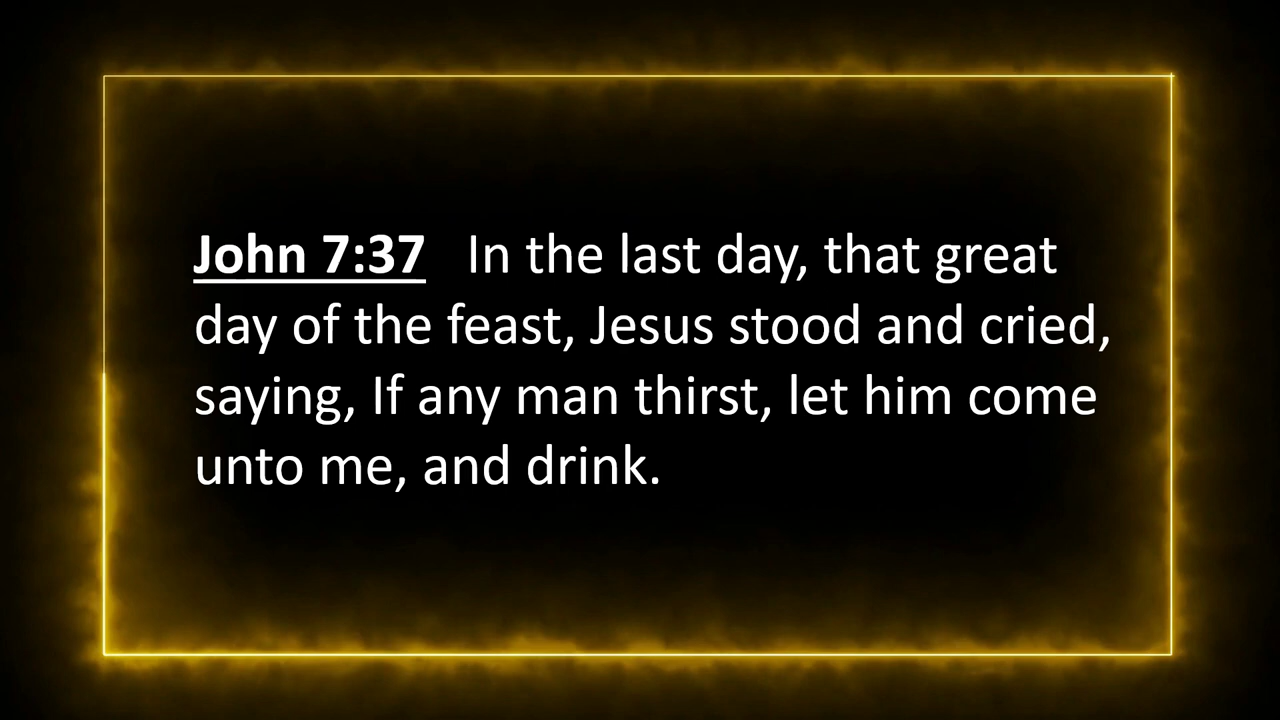 John 7:37   In the last day, that great
day of the feast, Jesus stood and cried,
saying, If any man thirst, let him come
unto me, and drink.